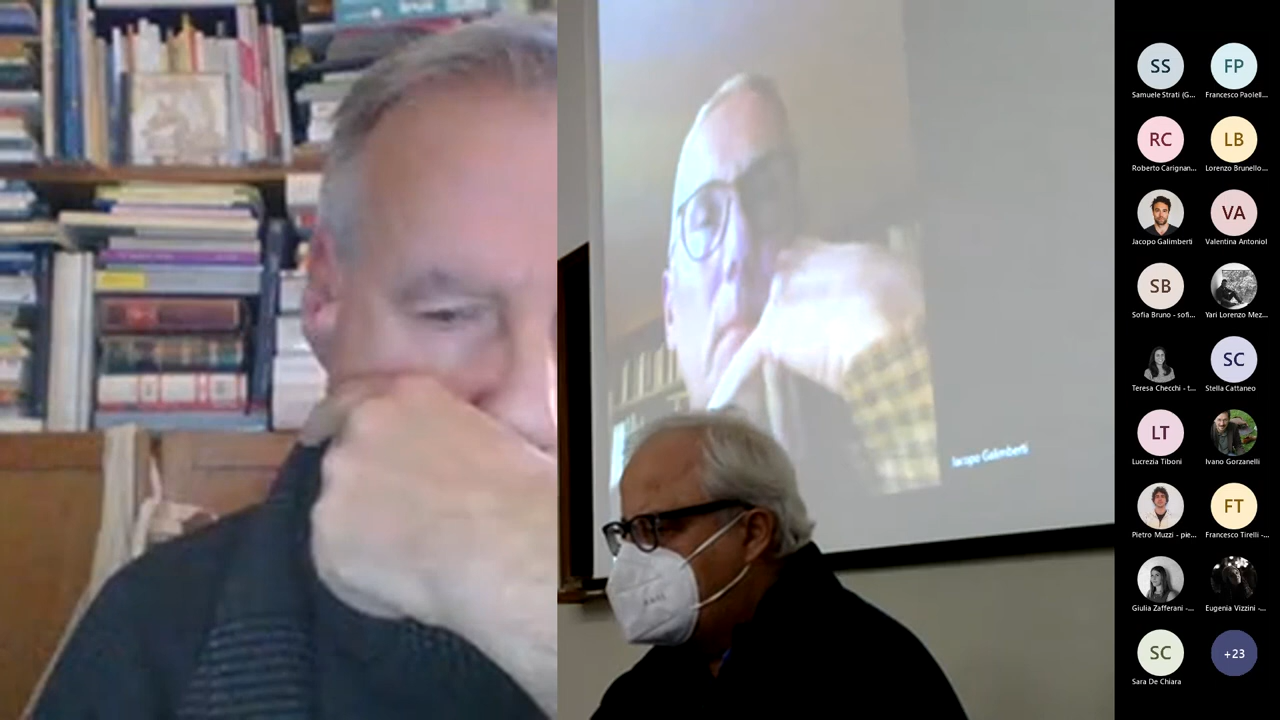 SS
FP
Samuele Strati (G...
Francesco Paolell...
RC
LB
Roberto Carignan...
Lorenzo Brunello...
VA
Jacopo Galimberti
Valentina Antoniol
SB
Sofia Bruno - sofi...
Yari Lorenzo Mez...
SC
Teresa Checchi - t...
Stella Cattaneo
LT
Lucrezia Tiboni
Ivano Gorzanelli
FT
Pietro Muzzi - pie...
Francesco Tirelli -...
Giulia Zafferani -...
Eugenia Vizzini -...
SC
+23
Sara De Chiara
Jacopo Galimberti